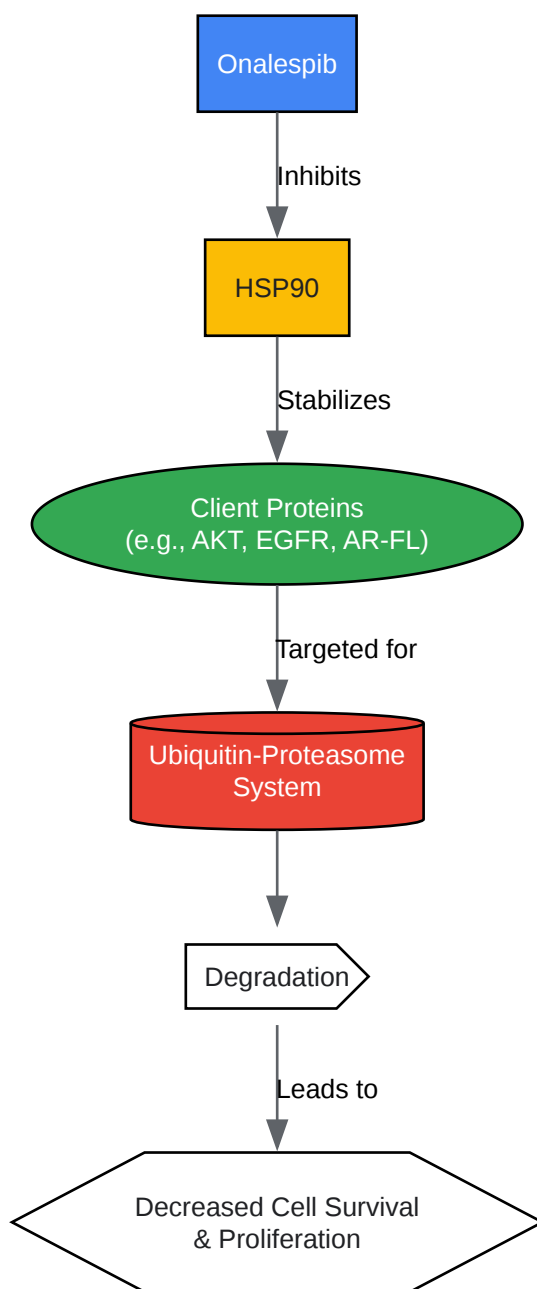 Onalespib
Inhibits
HSP90
Stabilizes
Client Proteins
(e.g., AKT, EGFR, AR-FL)
Targeted for
Ubiquitin-Proteasome
System
Degradation
Leads to
Decreased Cell Survival
& Proliferation